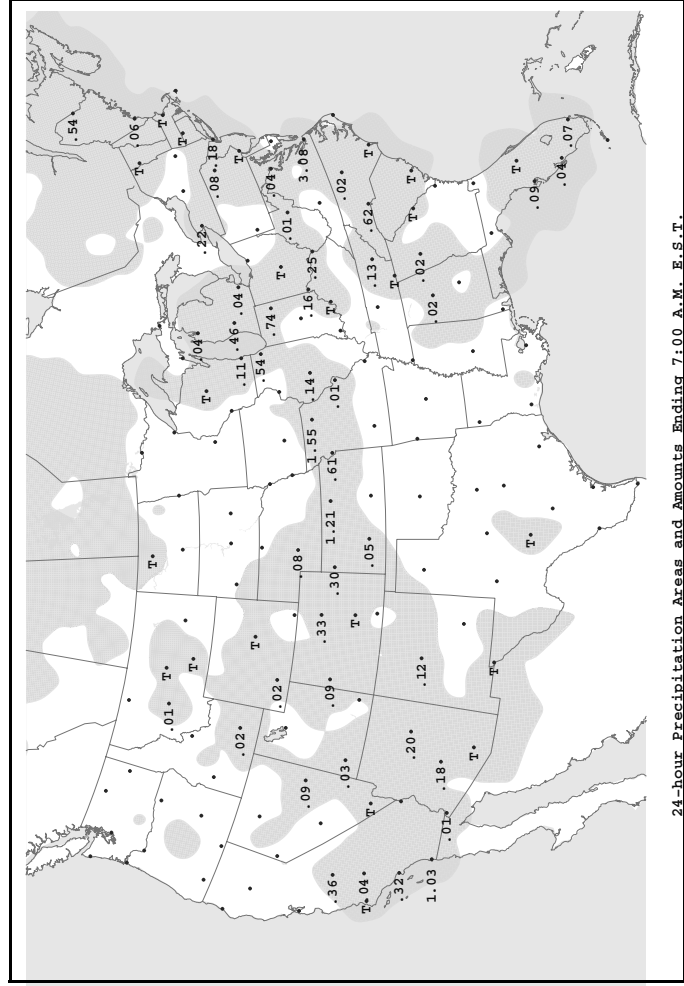 .54
.06
T
T
T
T
.01
T
T
.04
.22
T
.08 .18
.46
T
.04
.02
.11
T
.54
.74
.04
.02
T
.01
.08
3.08
.09
.16
.14
1.55
.25
.33
.09
1.21
T
.61
.36
.01
.30
.02
.03
T
T .04
.62
T
.05
T
.13
T
.32
T
.20
T
.02
.12
1.03
.02
.18
.01
T
T
T
T
.09
.04
.07
24-hour Precipitation Areas and Amounts Ending 7:00 A.M. E.S.T.